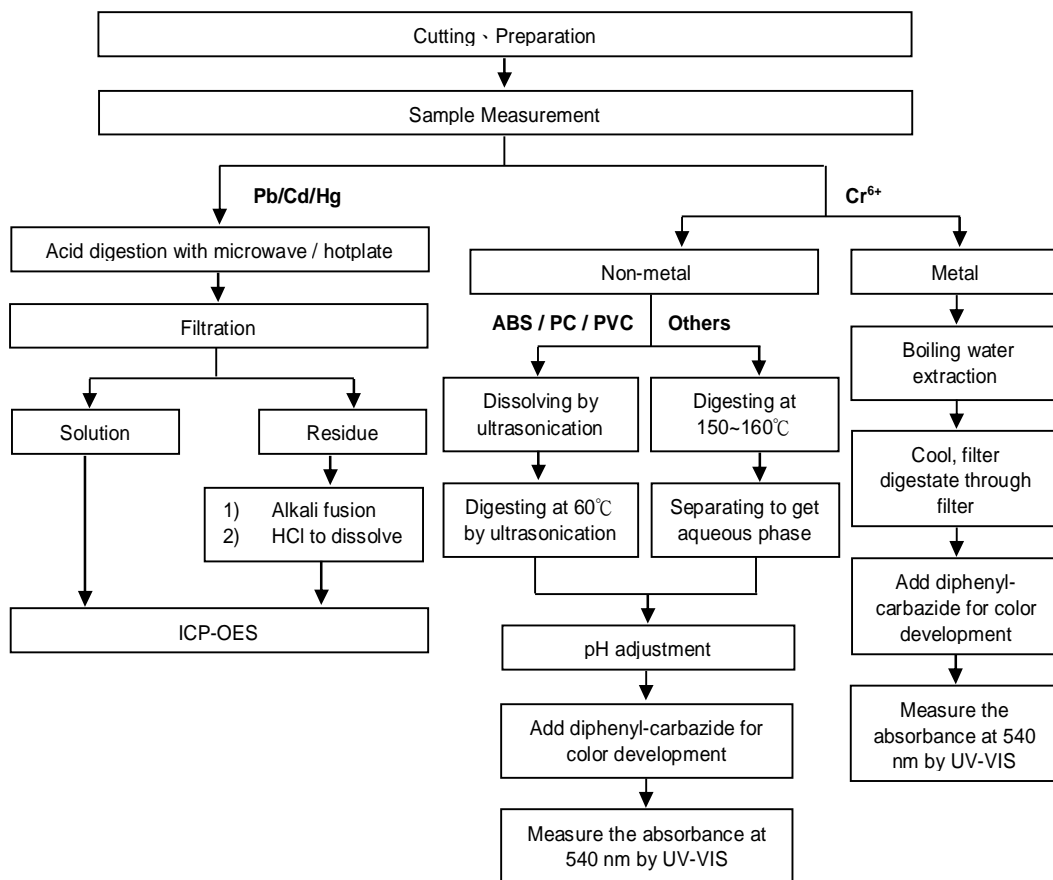 Cutting、Preparation
Sample Measurement
Pb/Cd/Hg
Acid digestion with microwave / hotplate
Filtration
Solution
Residue
1) Alkali fusion
2) HCl to dissolve
ICP-OES
Cr⁶⁺
Non-metal
ABS / PC / PVC
Others
Dissolving by
ultrasonication
Digesting at 60℃
by ultrasonication
Digesting at
150~160℃
Separating to get
aqueous phase
pH adjustment
Add diphenyl-carbazide for
color development
Measure the absorbance at
540 nm by UV-VIS
Metal
Boiling water
extraction
Cool, filter
digestate through
filter
Add diphenyl-
carbazide for color
development
Measure the
absorbance at 540
nm by UV-VIS